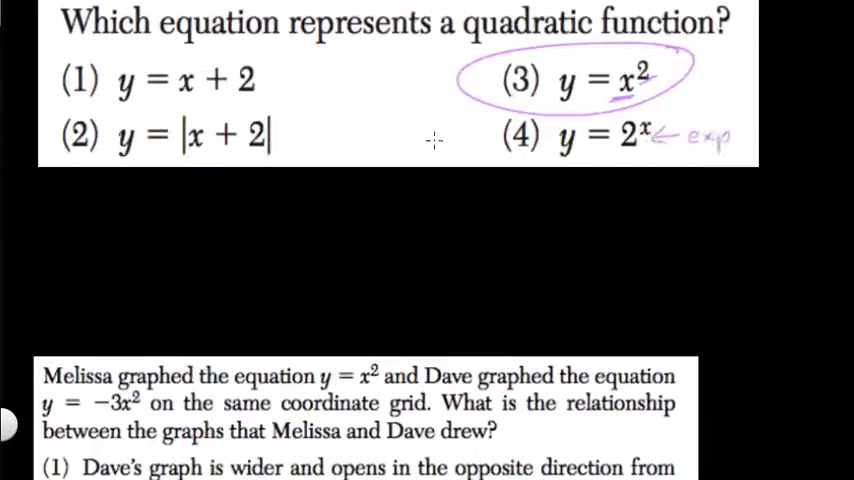 Which equation represents a quadratic function?
(1) y = x + 2
(3) y = x²
(2) y = |x + 2|
(4) y = 2ˣ ← exp
Melissa graphed the equation y = x² and Dave graphed the equation
y = −3x² on the same coordinate grid. What is the relationship
between the graphs that Melissa and Dave drew?
(1) Dave's graph is wider and opens in the opposite direction from